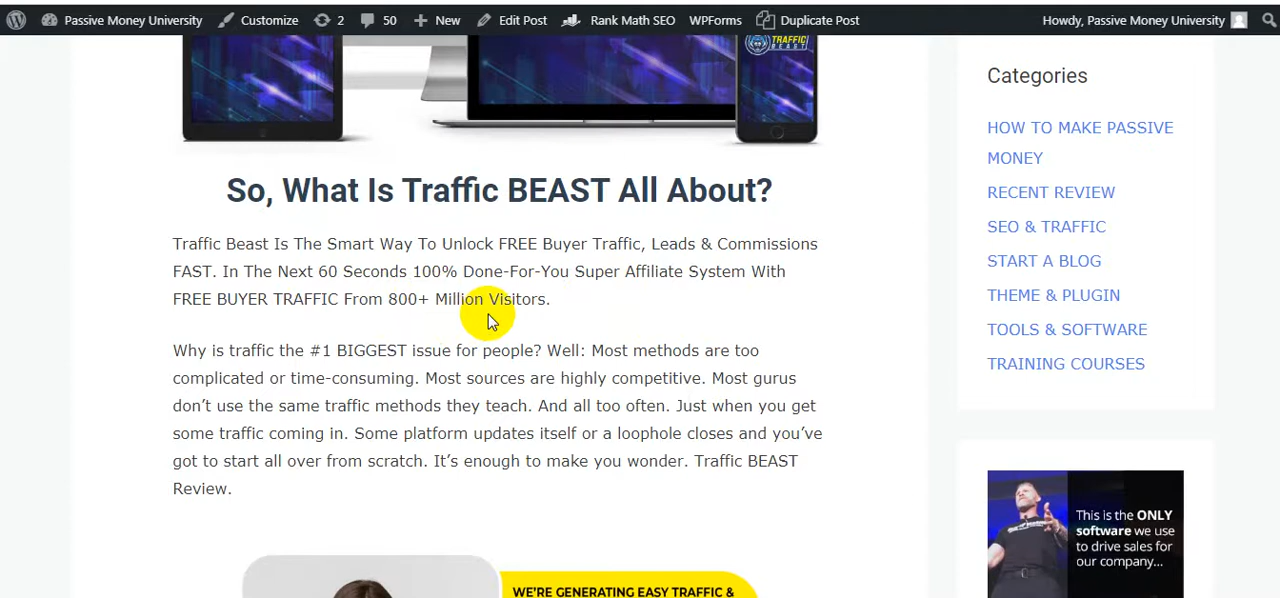 Passive Money University Customize 2 50 New Edit Post Rank Math SEO WPForms Duplicate Post Howdy, Passive Money University
TRAFFIC
BEAST
So, What Is Traffic BEAST All About?
Traffic Beast Is The Smart Way To Unlock FREE Buyer Traffic, Leads & Commissions
FAST. In The Next 60 Seconds 100% Done-For-You Super Affiliate System With
FREE BUYER TRAFFIC From 800+ Million Visitors.
Why is traffic the #1 BIGGEST issue for people? Well: Most methods are too
complicated or time-consuming. Most sources are highly competitive. Most gurus
don’t use the same traffic methods they teach. And all too often. Just when you get
some traffic coming in. Some platform updates itself or a loophole closes and you’ve
got to start all over from scratch. It’s enough to make you wonder. Traffic BEAST
Review.
WE'RE GENERATING EASY TRAFFIC &
Categories
HOW TO MAKE PASSIVE
MONEY
RECENT REVIEW
SEO & TRAFFIC
START A BLOG
THEME & PLUGIN
TOOLS & SOFTWARE
TRAINING COURSES
This is the ONLY
software we use
to drive sales for
our company...